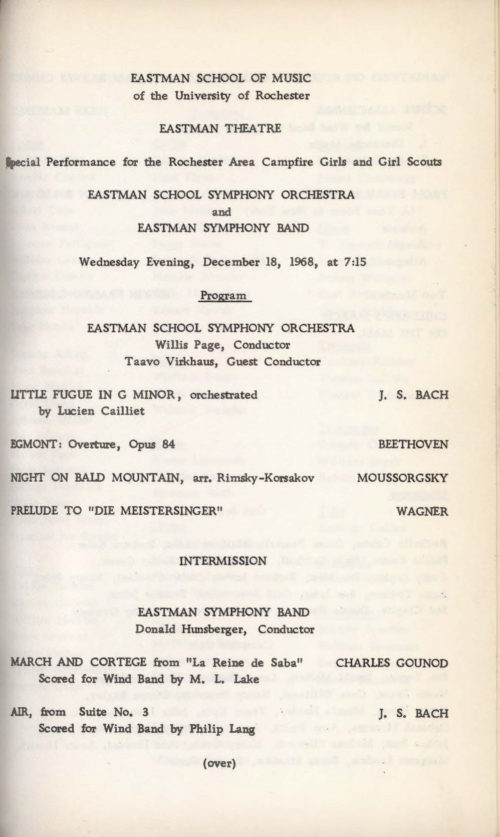 EASTMAN SCHOOL OF MUSIC
of the University of Rochester
EASTMAN THEATRE
Special Performance for the Rochester Area Campfire Girls and Girl Scouts
EASTMAN SCHOOL SYMPHONY ORCHESTRA
and
EASTMAN SYMPHONY BAND
Wednesday Evening, December 18, 1968, at 7:15
Program
EASTMAN SCHOOL SYMPHONY ORCHESTRA
Willis Page, Conductor
Taavo Virkhaus, Guest Conductor
LITTLE FUGUE IN G MINOR, orchestrated J. S. BACH
by Lucien Cailliet
EGMONT: Overture, Opus 84 BEETHOVEN
NIGHT ON BALD MOUNTAIN, arr. Rimsky-Korsakov MOUSSORGSKY
PRELUDE TO "DIE MEISTERSINGER" WAGNER
INTERMISSION
EASTMAN SYMPHONY BAND
Donald Hunsberger, Conductor
MARCH AND CORTEGE from "La Reine de Saba" CHARLES GOUNOD
Scored for Wind Band by M. L. Lake
AIR, from Suite No. 3 J. S. BACH
Scored for Wind Band by Philip Lang
(over)